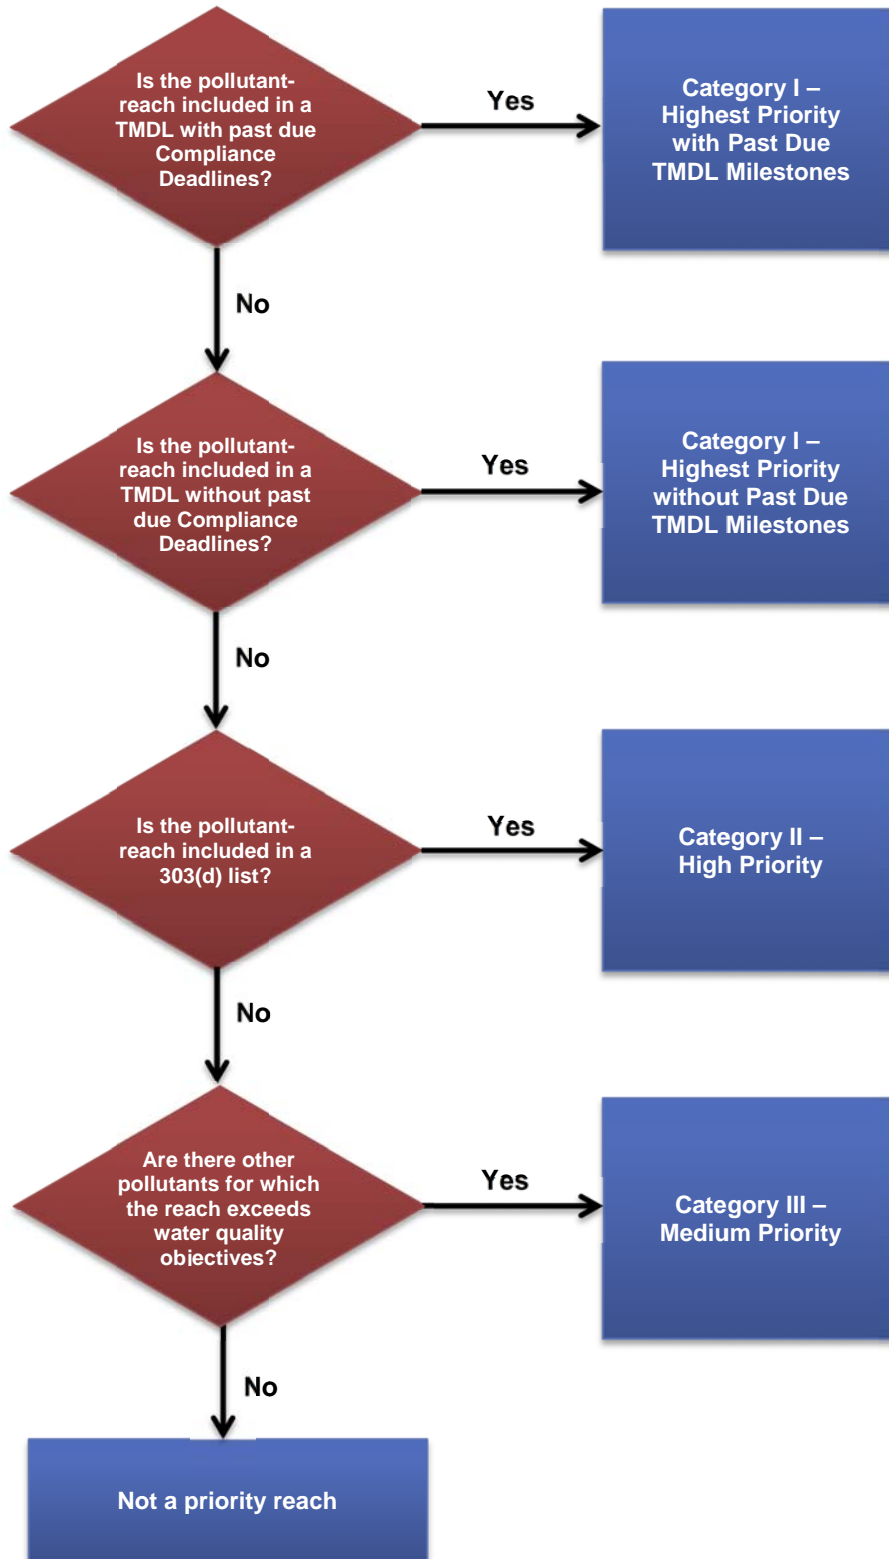 Is the pollutant-
reach included in a
TMDL with past due
Compliance
Deadlines?
Yes
Category I –
Highest Priority
with Past Due
TMDL Milestones
No
Is the pollutant-
reach included in a
TMDL without past
due Compliance
Deadlines?
Yes
Category I –
Highest Priority
without Past Due
TMDL Milestones
No
Is the pollutant-
reach included in a
303(d) list?
Yes
Category II –
High Priority
No
Are there other
pollutants for which
the reach exceeds
water quality
objectives?
Yes
Category III –
Medium Priority
No
Not a priority reach